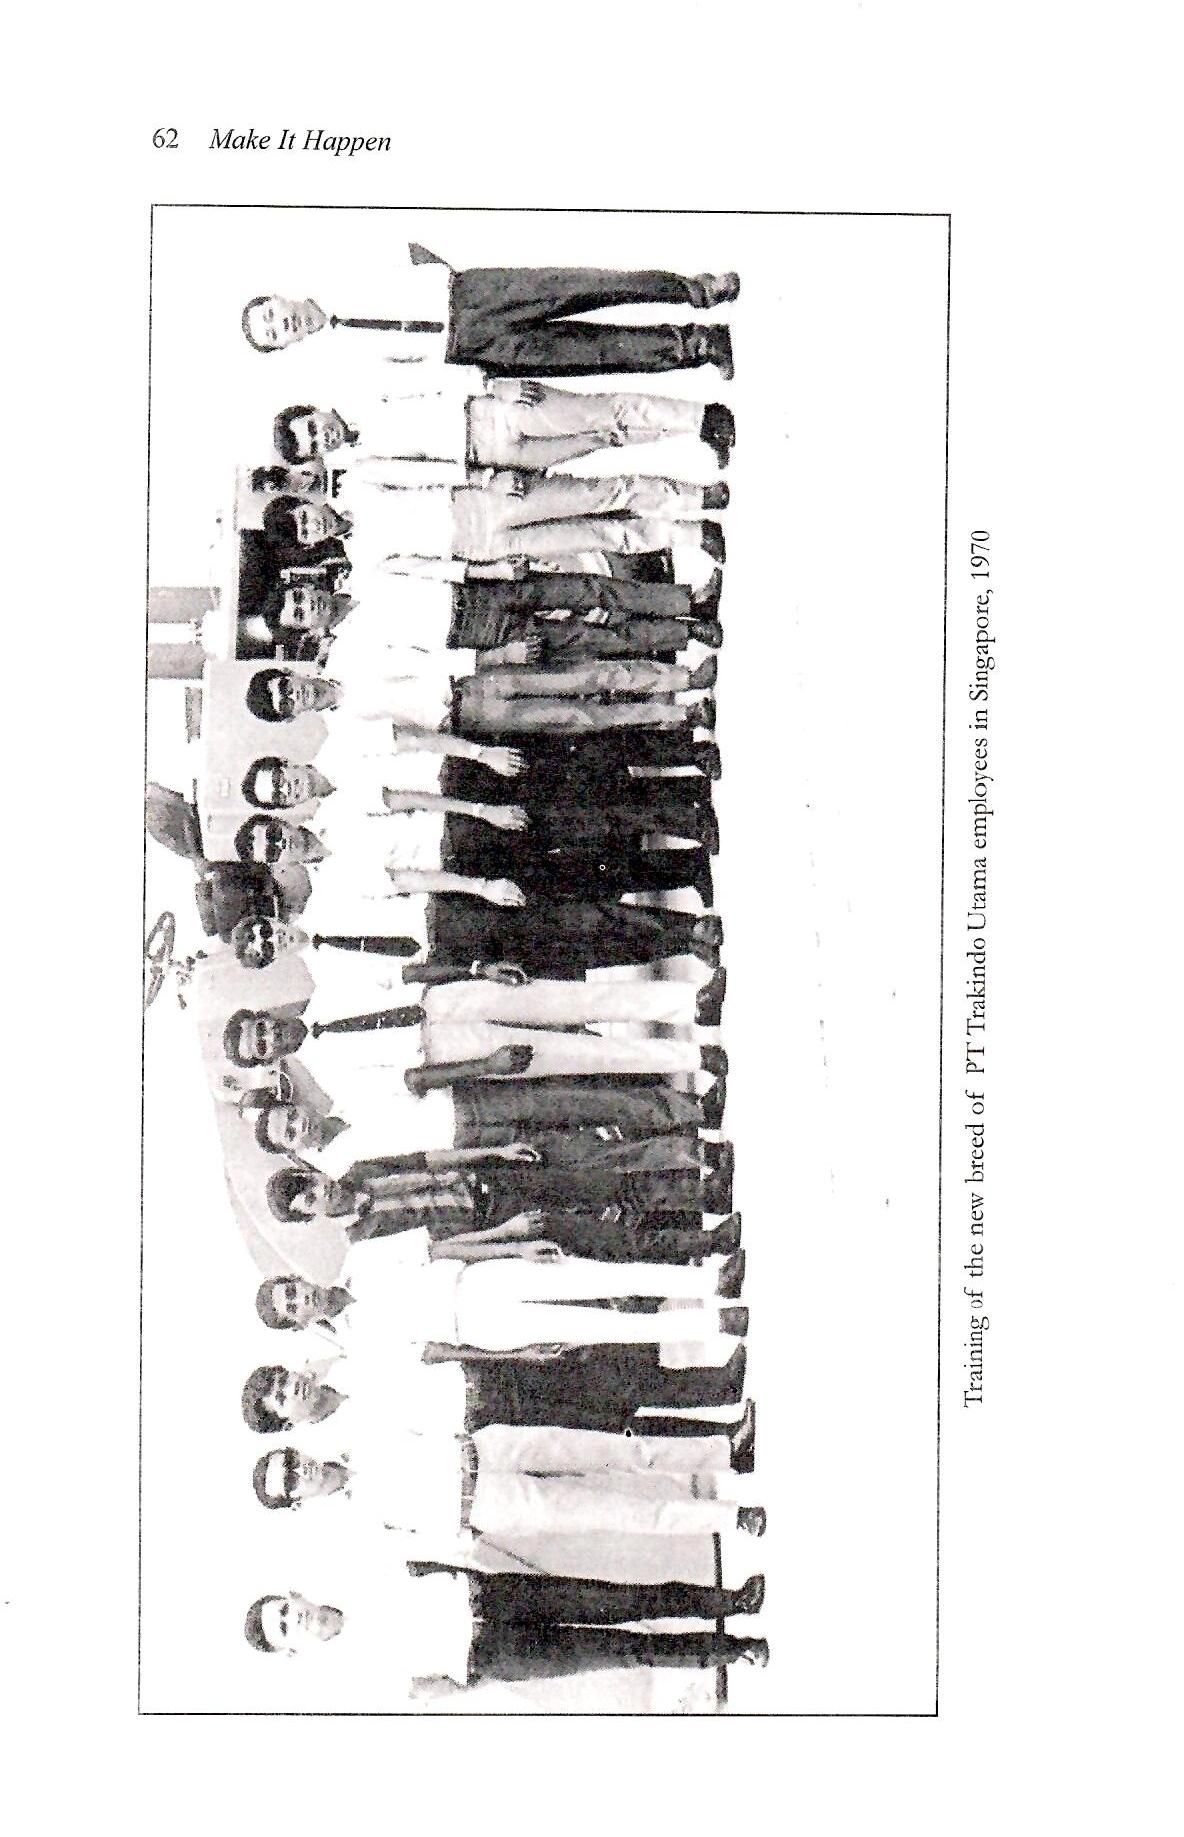 62 Make It Happen
Training of the new breed of PT Trakindo Utama employees in Singapore, 1970